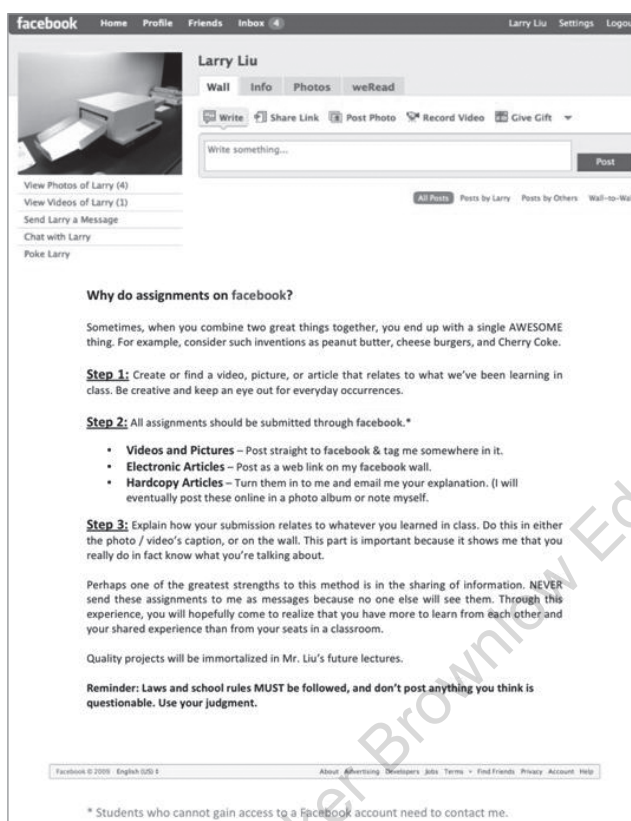 facebook Home Profile Friends Inbox 4 Larry Liu Settings Logou
Larry Liu
Wall Info Photos weRead
Write Share Link Post Photo Record Video Give Gift
Write something...
Post
All Posts Posts by Larry Posts by Others Wall-to-Wal
View Photos of Larry (4)
View Videos of Larry (1)
Send Larry a Message
Chat with Larry
Poke Larry
Why do assignments on facebook?
Sometimes, when you combine two great things together, you end up with a single AWESOME
thing. For example, consider such inventions as peanut butter, cheese burgers, and Cherry Coke.
Step 1: Create or find a video, picture, or article that relates to what we've been learning in
class. Be creative and keep an eye out for everyday occurrences.
Step 2: All assignments should be submitted through facebook.*
▪ Videos and Pictures – Post straight to facebook & tag me somewhere in it.
▪ Electronic Articles – Post as a web link on my facebook wall.
▪ Hardcopy Articles – Turn them in to me and email me your explanation. (I will
eventually post these online in a photo album or note myself.
Step 3: Explain how your submission relates to whatever you learned in class. Do this in either
the photo / video's caption, or on the wall. This part is important because it shows me that you
really do in fact know what you're talking about.
Perhaps one of the greatest strengths to this method is in the sharing of information. NEVER
send these assignments to me as messages because no one else will see them. Through this
experience, you will hopefully come to realize that you have more to learn from each other and
your shared experience than from your seats in a classroom.
Quality projects will be immortalized in Mr. Liu's future lectures.
Reminder: Laws and school rules MUST be followed, and don't post anything you think is
questionable. Use your judgment.
Facebook © 2009 English (US) About Advertising Developers Jobs Terms • Find Friends Privacy Account Help
* Students who cannot gain access to a Facebook account need to contact me.
ker Brownlow Ed